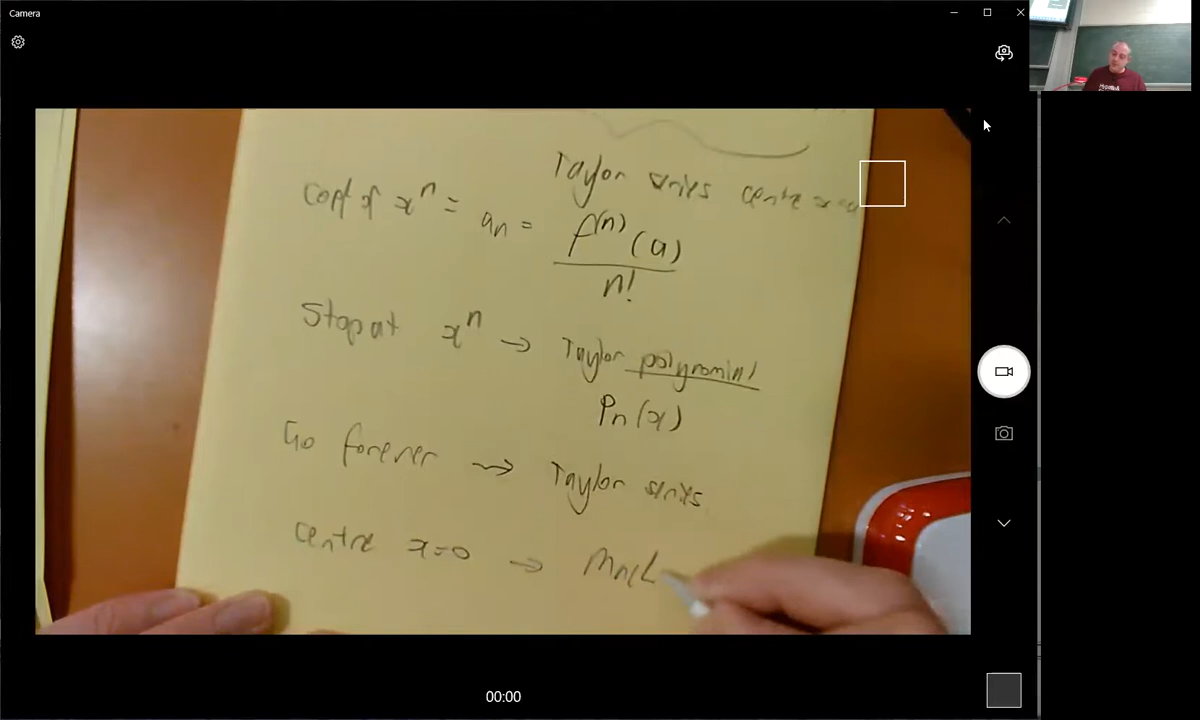 Camera
Taylor series centre x=a
Coef of xⁿ = aₙ = f⁽ⁿ⁾(a)
n!
Stop at xⁿ → Taylor polynomial
Pₙ(x)
Go forever → Taylor series
Centre x=0 → MacL
00:00